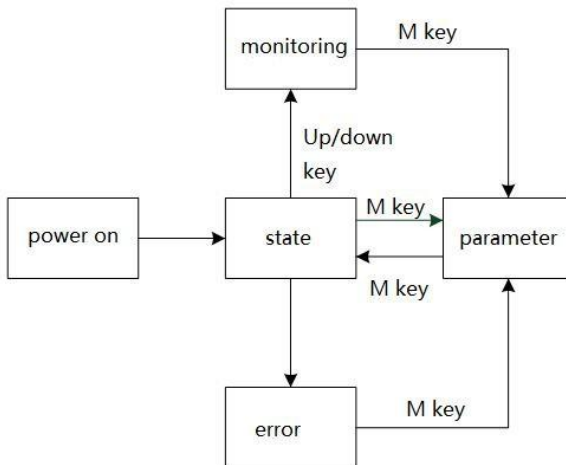 monitoring
M key
Up/down
key
power on
state
M key
parameter
M key
error
M key